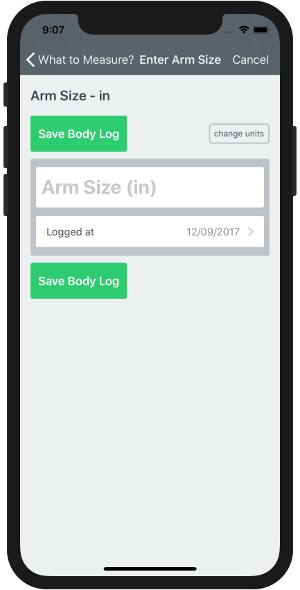 9:07
What to Measure? Enter Arm Size Cancel
Arm Size - in
Save Body Log
change units
Arm Size (in)
Logged at 12/09/2017
Save Body Log